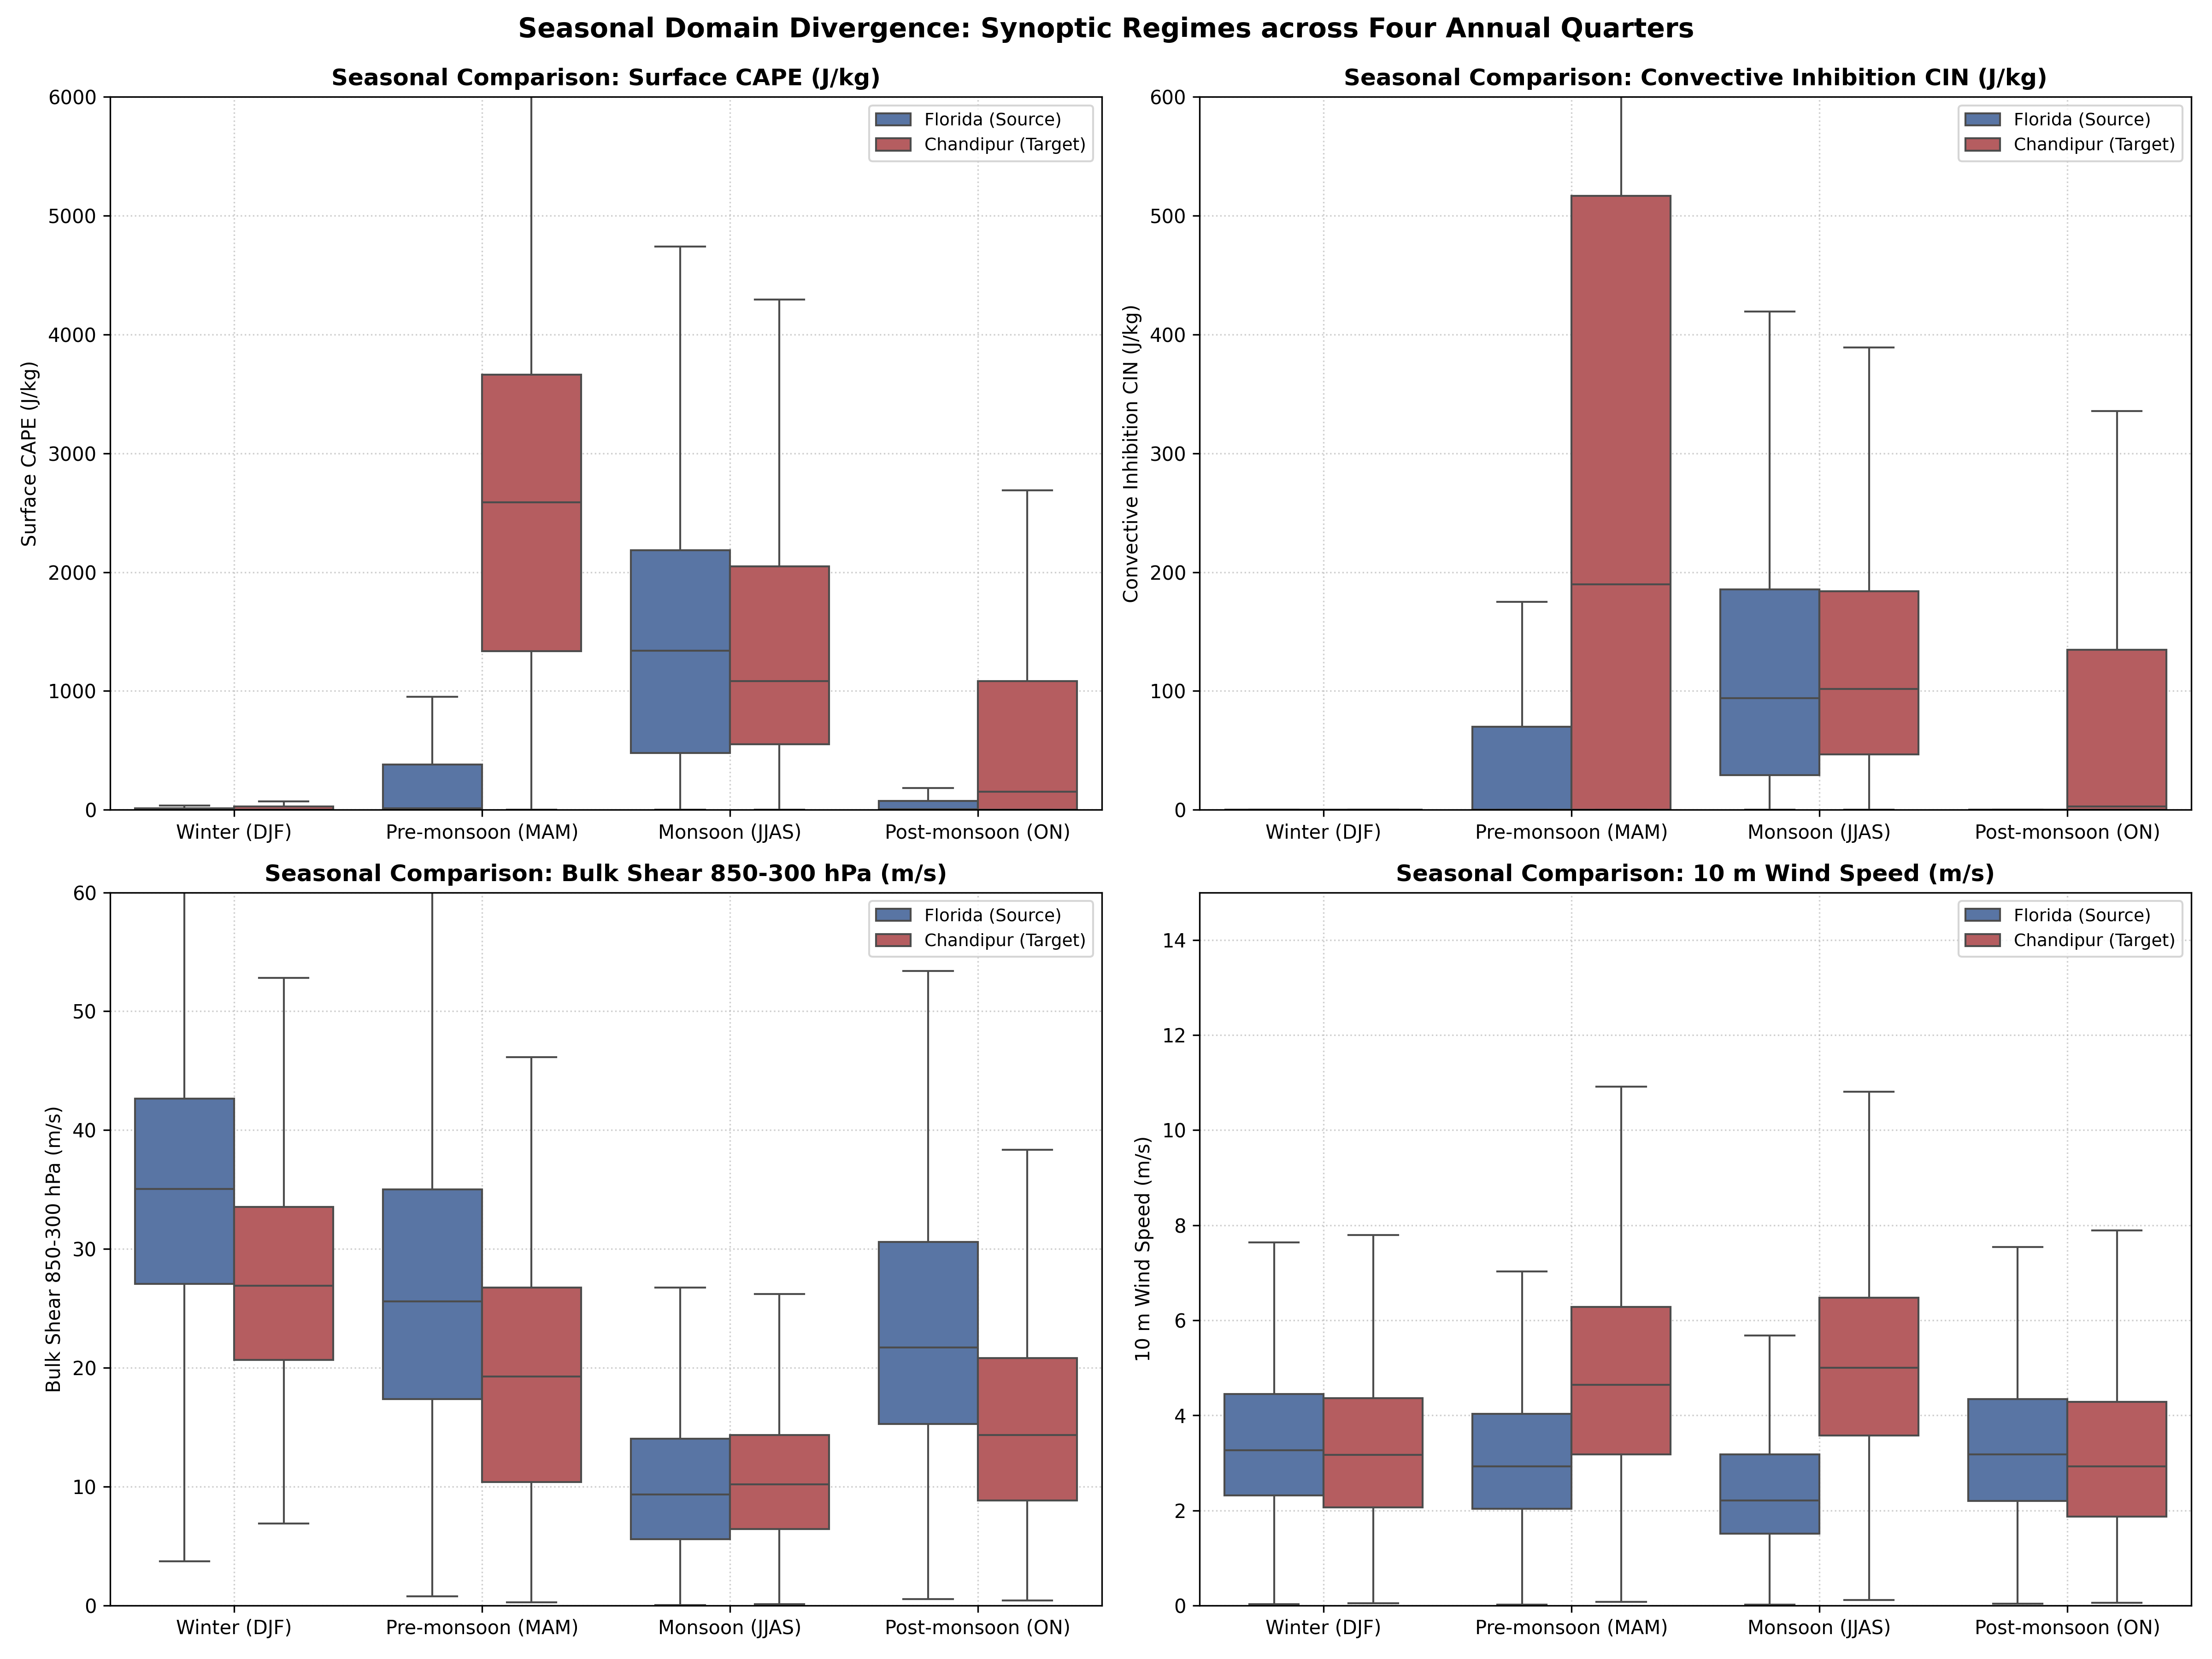 Seasonal Domain Divergence: Synoptic Regimes across Four Annual Quarters
Seasonal Comparison: Surface CAPE (J/kg)
Surface CAPE (J/kg)
6000
5000
4000
3000
2000
1000
0
Florida (Source)
Chandipur (Target)
Winter (DJF)
Pre-monsoon (MAM)
Monsoon (JJAS)
Post-monsoon (ON)
Seasonal Comparison: Convective Inhibition CIN (J/kg)
Convective Inhibition CIN (J/kg)
600
500
400
300
200
100
0
Florida (Source)
Chandipur (Target)
Winter (DJF)
Pre-monsoon (MAM)
Monsoon (JJAS)
Post-monsoon (ON)
Seasonal Comparison: Bulk Shear 850-300 hPa (m/s)
Bulk Shear 850-300 hPa (m/s)
60
50
40
30
20
10
0
Florida (Source)
Chandipur (Target)
Winter (DJF)
Pre-monsoon (MAM)
Monsoon (JJAS)
Post-monsoon (ON)
Seasonal Comparison: 10 m Wind Speed (m/s)
10 m Wind Speed (m/s)
14
12
10
8
6
4
2
0
Florida (Source)
Chandipur (Target)
Winter (DJF)
Pre-monsoon (MAM)
Monsoon (JJAS)
Post-monsoon (ON)